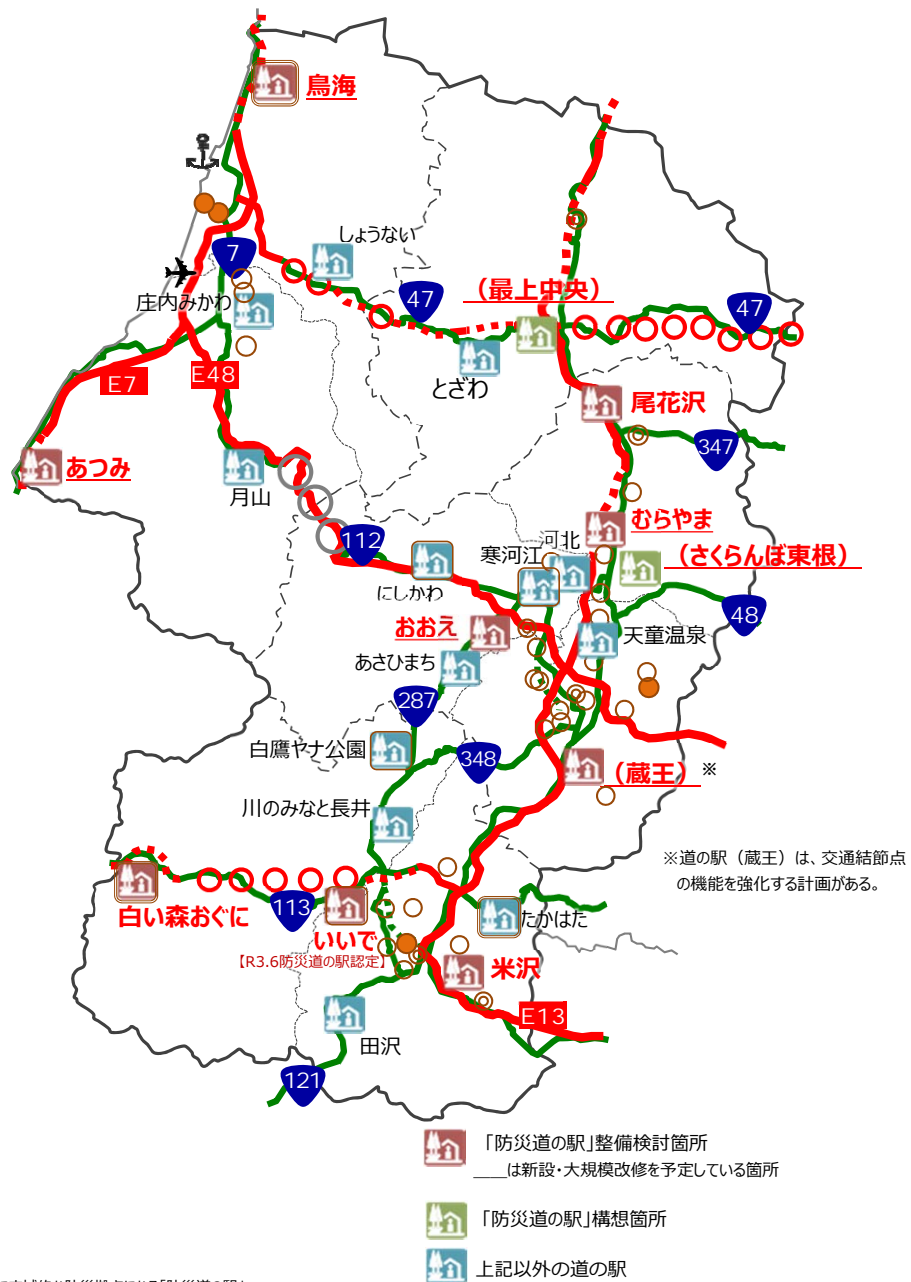 鳥海
しょうない
7
庄内みかわ
47
(最上中央)
47
とざわ
E7
E48
尾花沢
347
あつみ
月山
むらやま
112
河北
寒河江
(さくらんぼ東根)
にしかわ
48
おおえ
天童温泉
あさひまち
287
白鷹ヤナ公園
348
(蔵王)※
川のみなと長井
※道の駅(蔵王)は、交通結節点
の機能を強化する計画がある。
白い森おぐに
113
いいで
たかはた
【R3.6防災道の駅認定】
米沢
E13
田沢
121
「防災道の駅」整備検討箇所
___は新設・大規模改修を予定している箇所
「防災道の駅」構想箇所
上記以外の道の駅